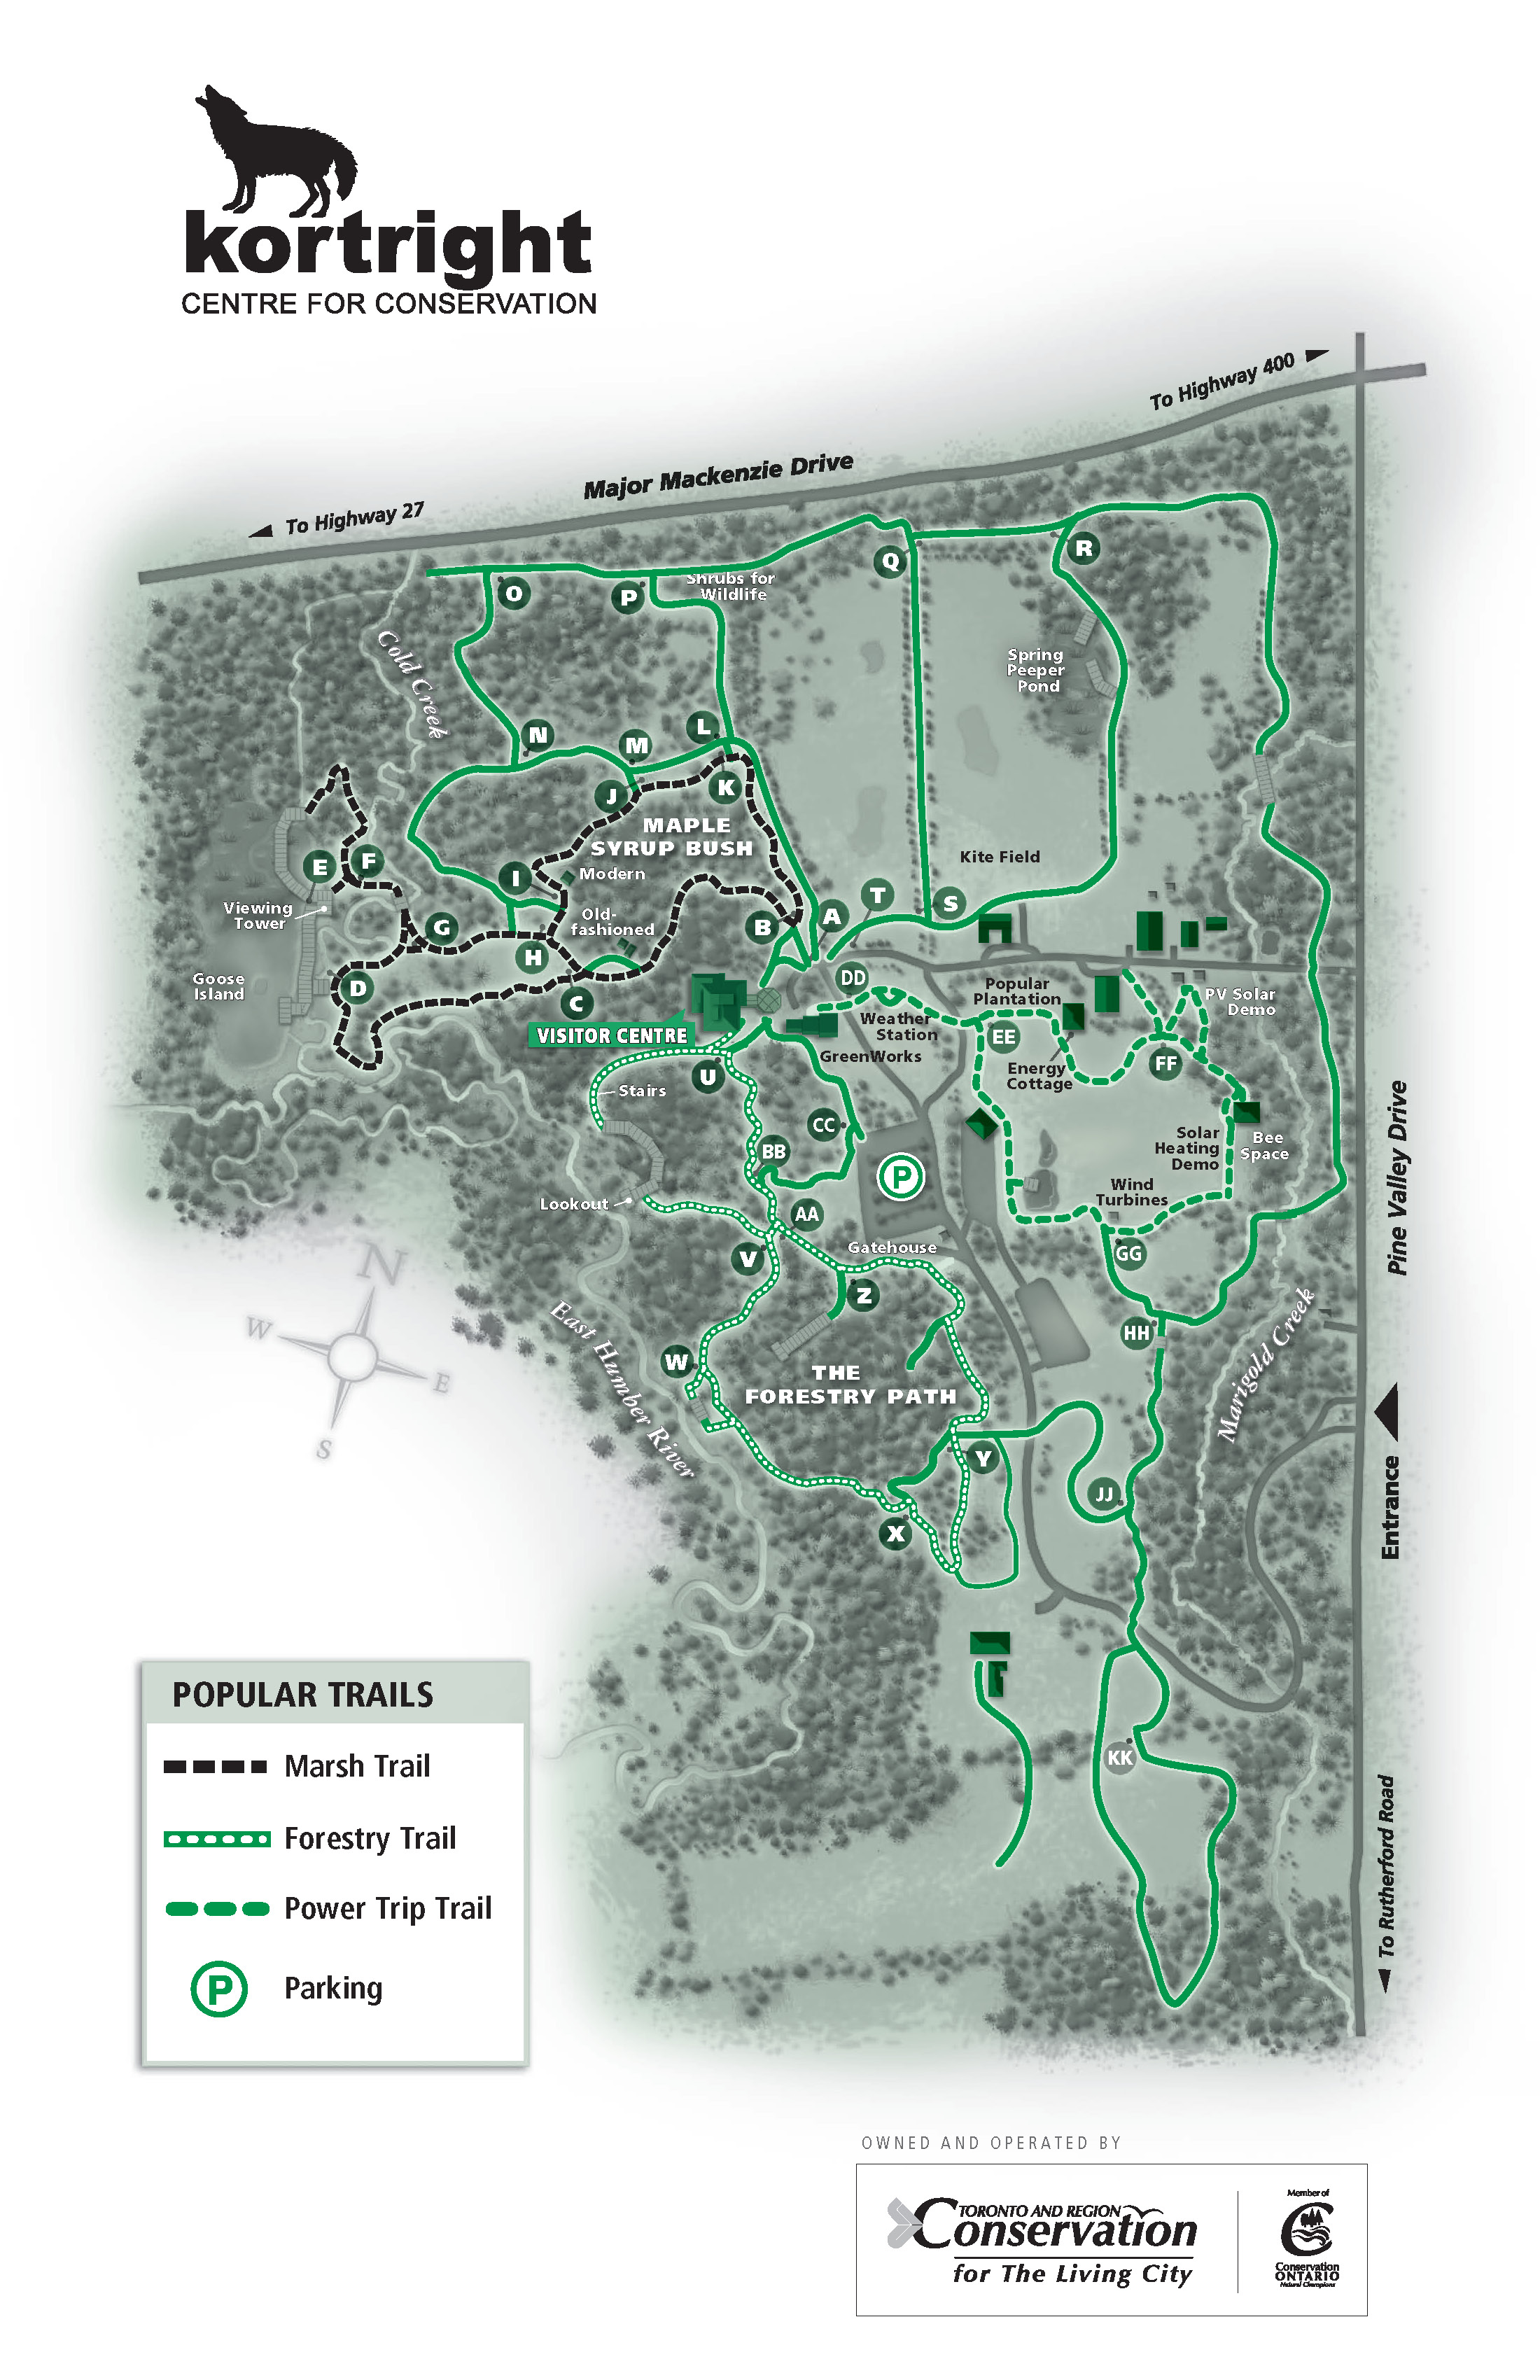 kortright
CENTRE FOR CONSERVATION
To Highway 400
Major Mackenzie Drive
To Highway 27
Q
R
O
P
Shrubs for
Wildlife
Cold Creek
Spring
Peeper
Pond
N
M
L
J
K
MAPLE
SYRUP BUSH
Kite Field
E
F
I
Modern
Viewing
Tower
G
Old-
fashioned
B
A
T
S
H
Goose
Island
D
C
DD
Popular
Plantation
PV Solar
Demo
VISITOR CENTRE
Weather
Station
EE
GreenWorks
Energy
Cottage
FF
U
Stairs
CC
BB
Solar
Heating
Demo
Bee
Space
P
Wind
Turbines
Lookout
AA
V
Gatehouse
GG
Pine Valley Drive
Z
HH
N
W
E
S
East Humber River
W
THE
FORESTRY PATH
Marigold Creek
Y
JJ
X
Entrance
KK
To Rutherford Road
POPULAR TRAILS
Marsh Trail
Forestry Trail
Power Trip Trail
P Parking
OWNED AND OPERATED BY
TORONTO AND REGION
Conservation
for The Living City
Member of
Conservation
ONTARIO
Natural Champions